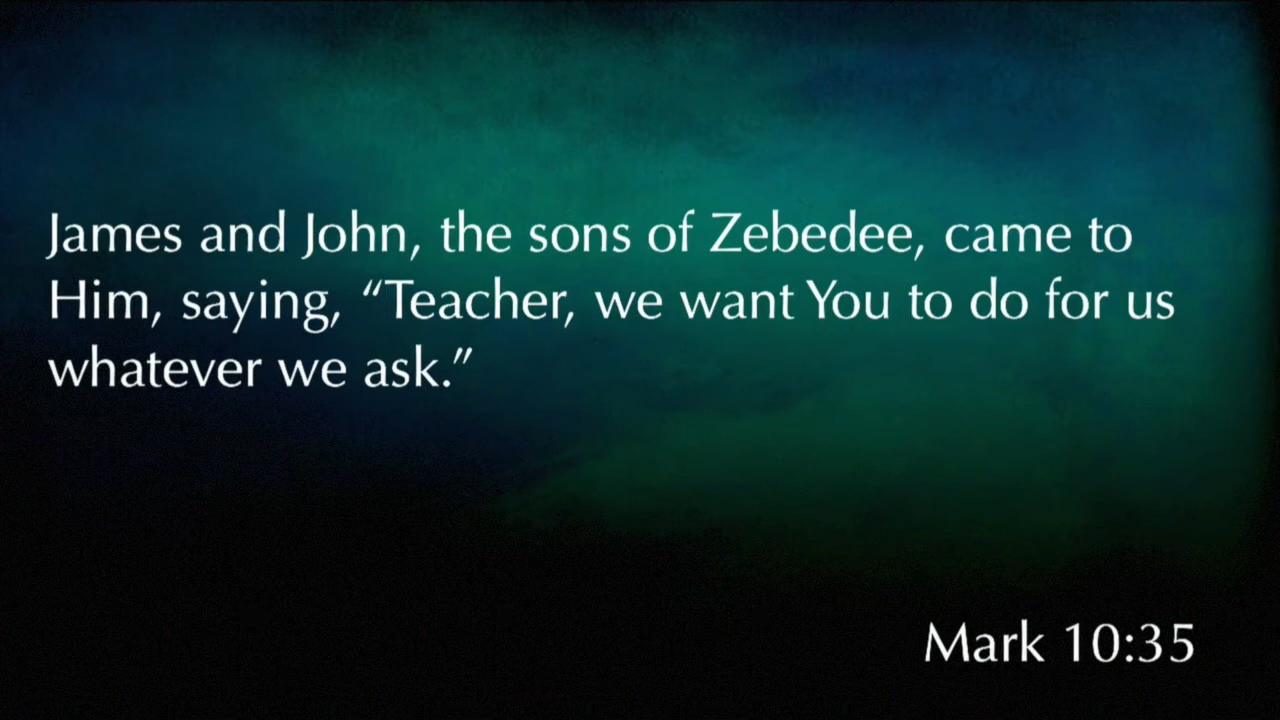 James and John, the sons of Zebedee, came to
Him, saying, “Teacher, we want You to do for us
whatever we ask.”
Mark 10:35